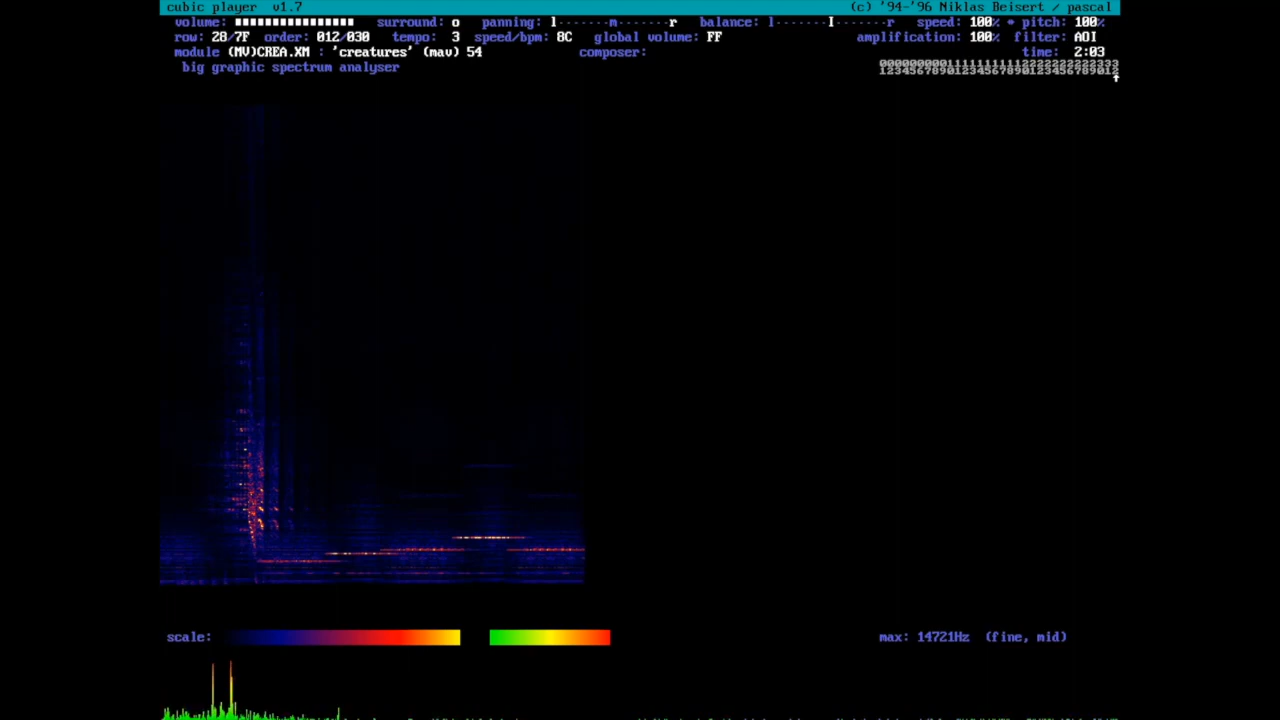 cubic player v1.7 (c) '94-'96 Niklas Beisert / pascal
volume: ■■■■■■■■■■■■■■■■ surround: o panning: l-------m-------r balance: l-------I-------r speed: 100% * pitch: 100%
row: 28/7F order: 012/030 tempo: 3 speed/bpm: 8C global volume: FF amplification: 100% filter: AOI
module (MV)CREA.XM : 'creatures' (mav) 54 composer: time: 2:03
big graphic spectrum analyser 00000000011111111112222222222333
12345678901234567890123456789012
scale: max: 14721Hz (fine, mid)